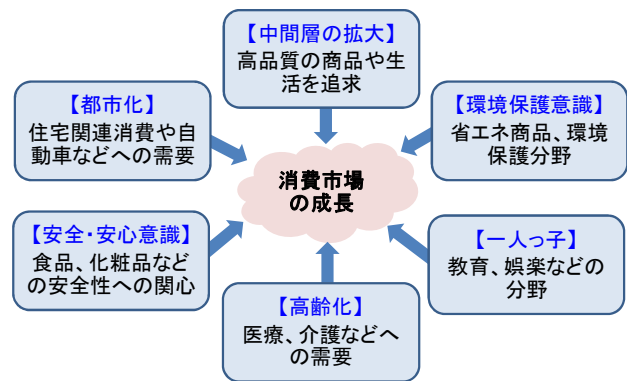 【中間層の拡大】
高品質の商品や生
活を追求
【都市化】
住宅関連消費や自
動車などへの需要
【環境保護意識】
省エネ商品、環境
保護分野
消費市場
の成長
【安全・安心意識】
食品、化粧品など
の安全性への関心
【一人っ子】
教育、娯楽などの
分野
【高齢化】
医療、介護などへ
の需要